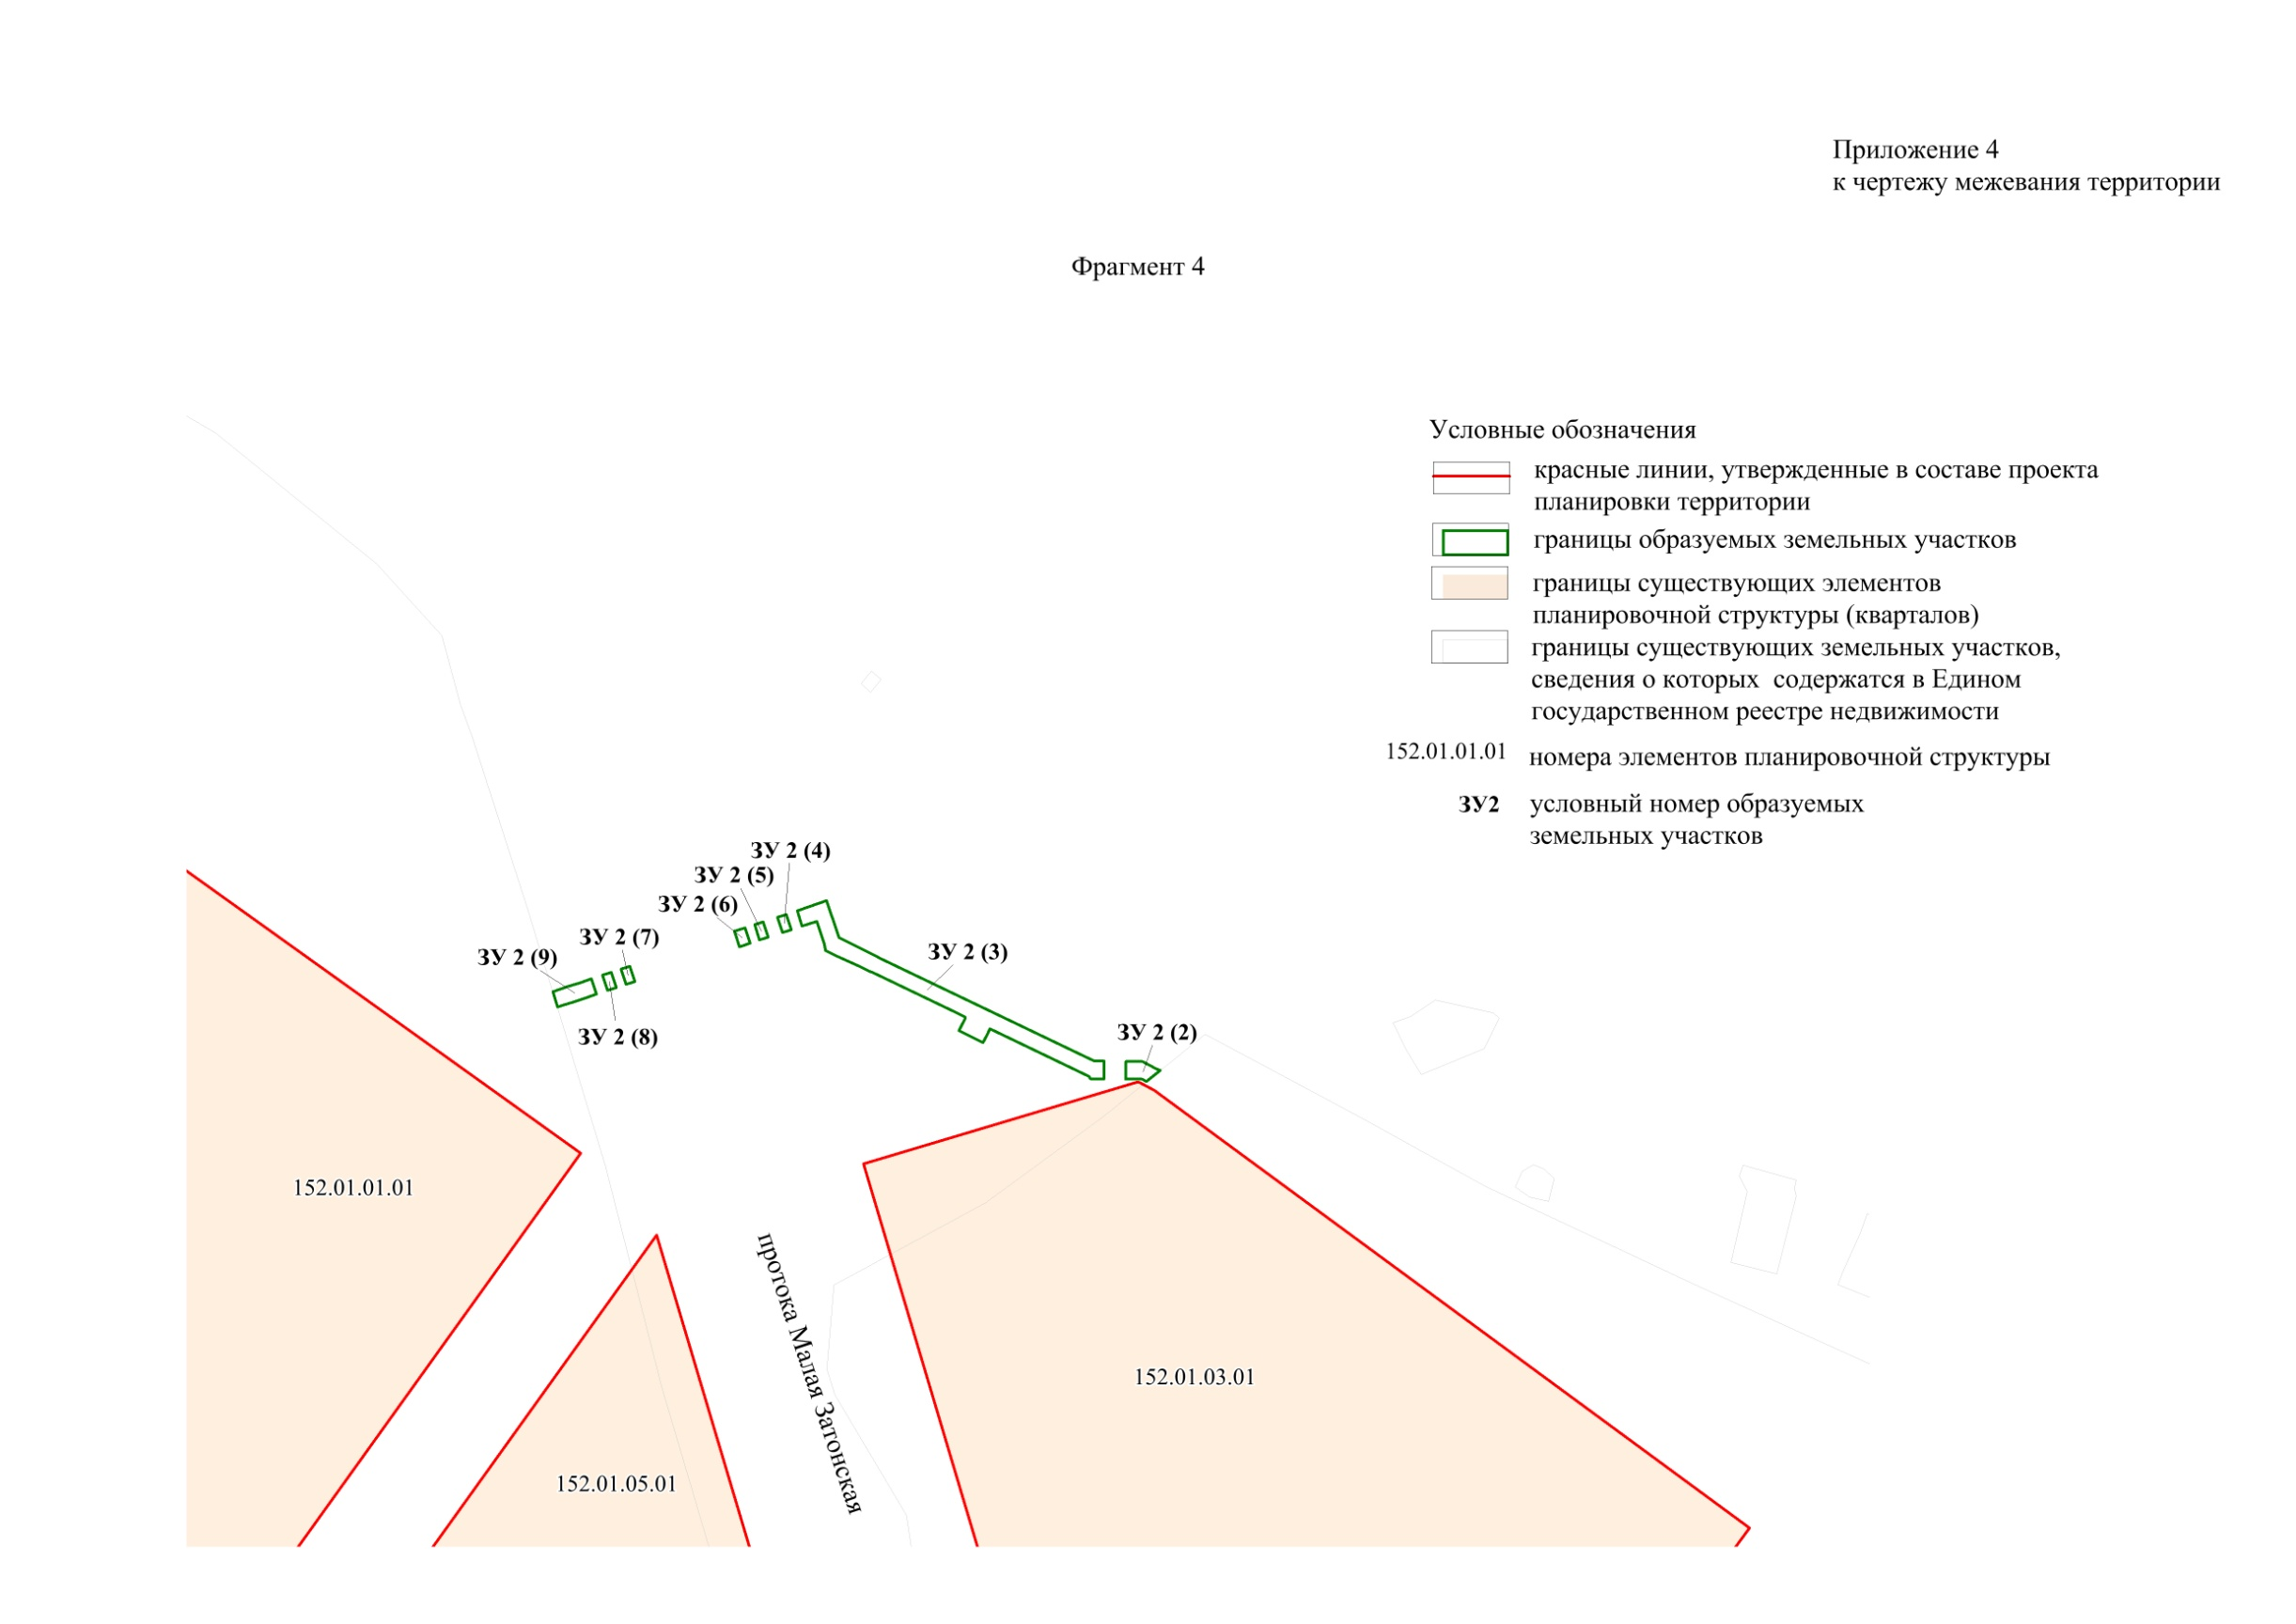 Приложение 4
к чертежу межевания территории
Фрагмент 4
Условные обозначения
красные линии, утвержденные в составе проекта
планировки территории
границы образуемых земельных участков
границы существующих элементов
планировочной структуры (кварталов)
границы существующих земельных участков,
сведения о которых содержатся в Едином
государственном реестре недвижимости
152.01.01.01 номера элементов планировочной структуры
ЗУ2 условный номер образуемых
земельных участков
ЗУ 2 (4)
ЗУ 2 (5)
ЗУ 2 (6)
ЗУ 2 (7)
ЗУ 2 (9)
ЗУ 2 (3)
ЗУ 2 (8)
ЗУ 2 (2)
152.01.01.01
протока Малая Затонская
152.01.03.01
152.01.05.01